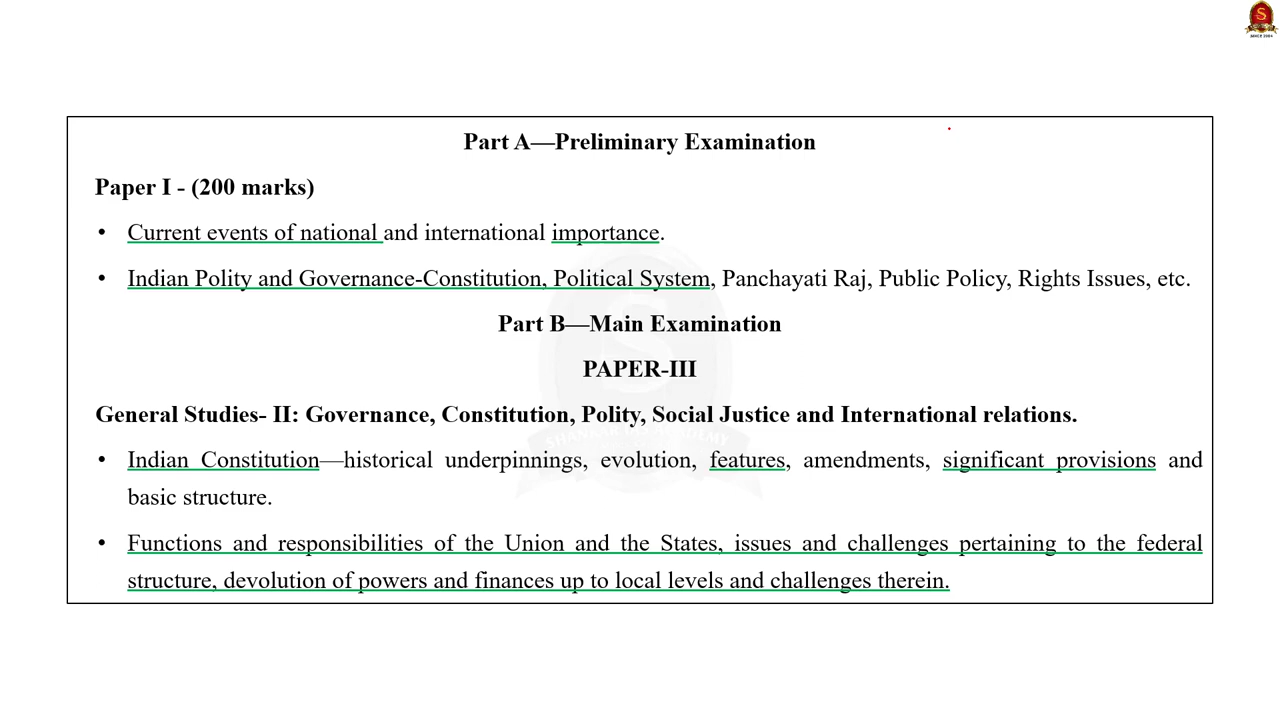 S
SINCE 2004
Part A—Preliminary Examination
Paper I - (200 marks)
• Current events of national and international importance.
• Indian Polity and Governance-Constitution, Political System, Panchayati Raj, Public Policy, Rights Issues, etc.
Part B—Main Examination
PAPER-III
General Studies- II: Governance, Constitution, Polity, Social Justice and International relations.
• Indian Constitution—historical underpinnings, evolution, features, amendments, significant provisions and
basic structure.
• Functions and responsibilities of the Union and the States, issues and challenges pertaining to the federal
structure, devolution of powers and finances up to local levels and challenges therein.